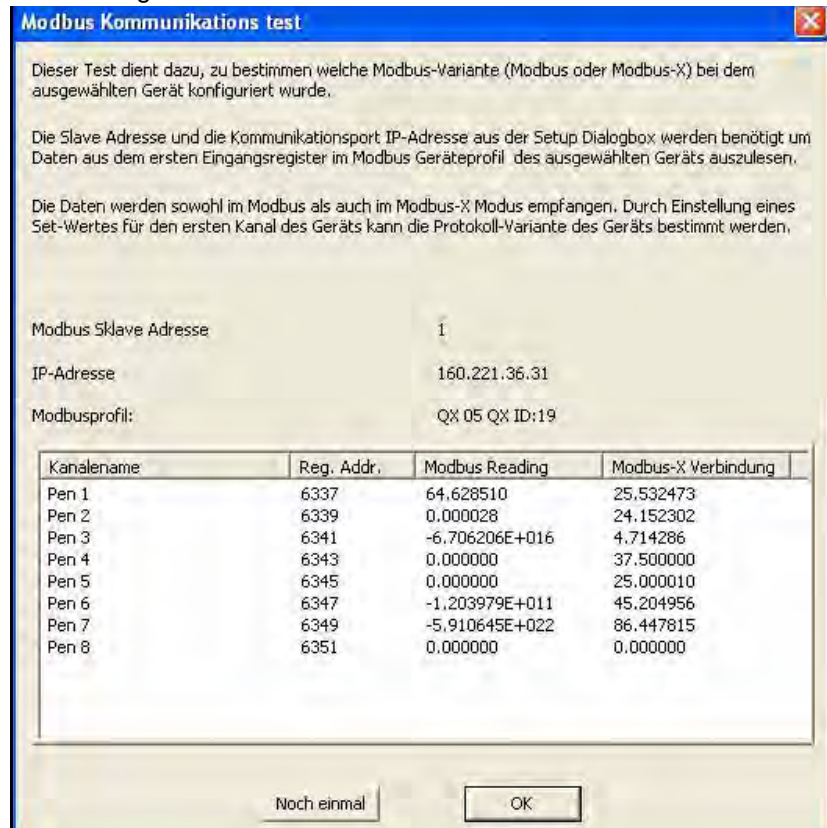 Modbus Kommunikations test
Dieser Test dient dazu, zu bestimmen welche Modbus-Variante (Modbus oder Modbus-X) bei dem
ausgewählten Gerät konfiguriert wurde.
Die Slave Adresse und die Kommunikationsport IP-Adresse aus der Setup Dialogbox werden benötigt um
Daten aus dem ersten Eingangsregister im Modbus Geräteprofil des ausgewählten Geräts auszulesen.
Die Daten werden sowohl im Modbus als auch im Modbus-X Modus empfangen. Durch Einstellung eines
Set-Wertes für den ersten Kanal des Geräts kann die Protokoll-Variante des Geräts bestimmt werden.
Modbus Sklave Adresse 1
IP-Adresse 160.221.36.31
Modbusprofil: QX 05 QX ID:19
Kanalename Reg. Addr. Modbus Reading Modbus-X Verbindung
Pen 1 6337 64.628510 25.532473
Pen 2 6339 0.000028 24.152302
Pen 3 6341 -6.706206E+016 4.714286
Pen 4 6343 0.000000 37.500000
Pen 5 6345 0.000000 25.000010
Pen 6 6347 -1.203979E+011 45.204956
Pen 7 6349 -5.910645E+022 86.447815
Pen 8 6351 0.000000 0.000000
Noch einmal OK